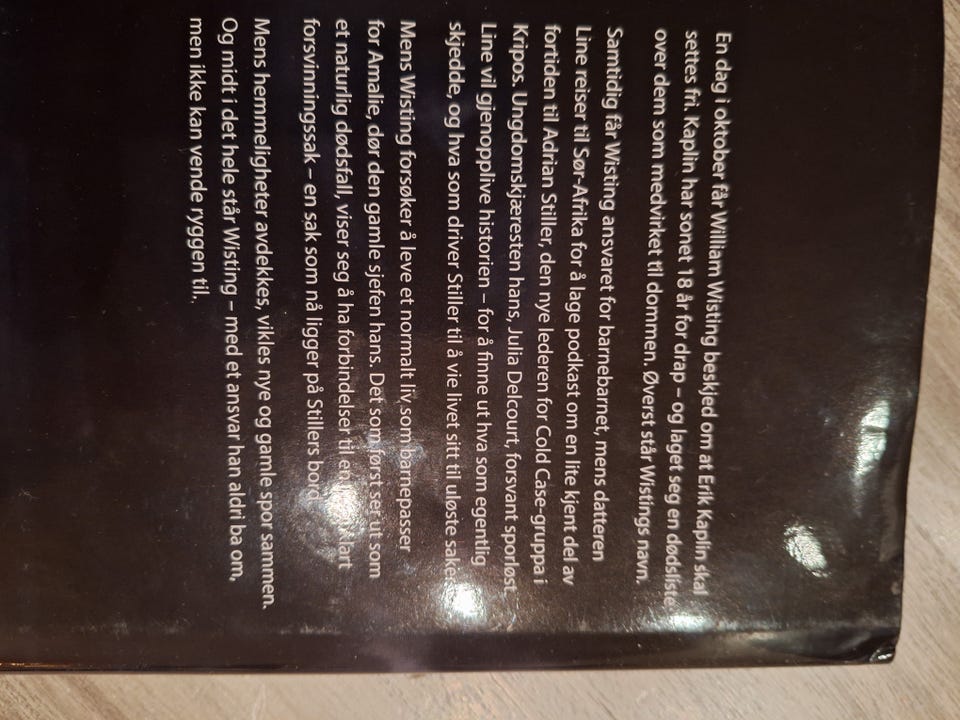 En dag i oktober får William Wisting beskjed om at Erik Kaplin skal
settes fri. Kaplin har sonet 18 år for drap – og laget seg en dødsliste
over dem som medvirket til dommen. Øverst står Wistings navn.
Samtidig får Wisting ansvaret for barnebarnet, mens datteren
Line reiser til Sør-Afrika for å lage podkast om en lite kjent del av
fortiden til Adrian Stiller, den nye lederen for Cold Case-gruppa i
Kripos. Ungdomskjæresten hans, Julia Delcourt, forsvant sporløst.
Line vil gjenopplive historien – for å finne ut hva som egentlig
skjedde, og hva som driver Stiller til å vie livet sitt til uløste saker.
Mens Wisting forsøker å leve et normalt liv som barnepasser
for Amalie, dør den gamle sjefen hans. Det som først ser ut som
et naturlig dødsfall, viser seg å ha forbindelser til en
forsvinningssak – en sak som nå ligger på Stillers bord.
Mens hemmeligheter avdekkes, vikles nye og gamle spor sammen.
Og midt i det hele står Wisting – med et ansvar han aldri ba om,
men ikke kan vende ryggen til.